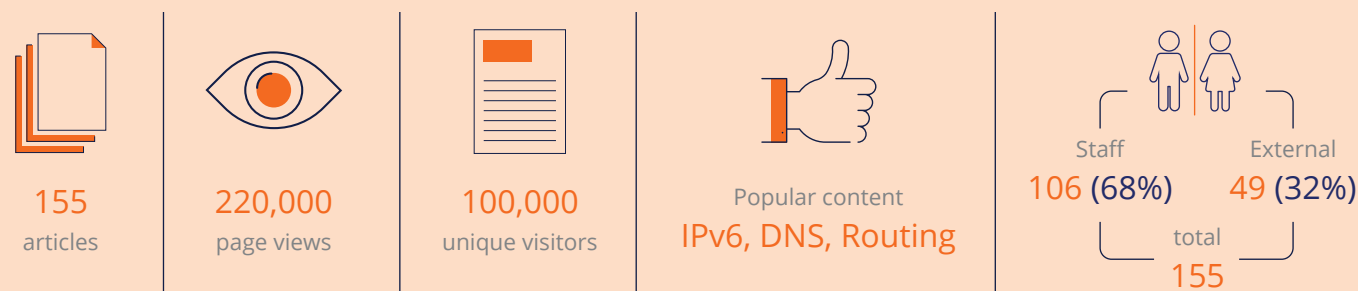 155
articles
220,000
page views
100,000
unique visitors
Popular content
IPv6, DNS, Routing
Staff
106 (68%)
External
49 (32%)
total
155